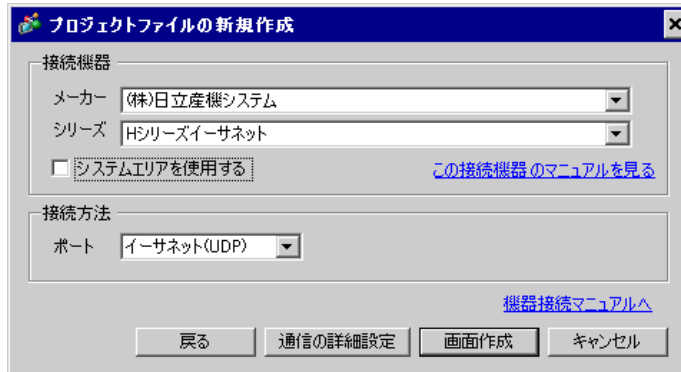 プロジェクトファイルの新規作成
接続機器
メーカー (株)日立産機システム
シリーズ Hシリーズイーサネット
システムエリアを使用する この接続機器のマニュアルを見る
接続方法
ポート イーサネット(UDP)
機器接続マニュアルへ
戻る 通信の詳細設定 画面作成 キャンセル